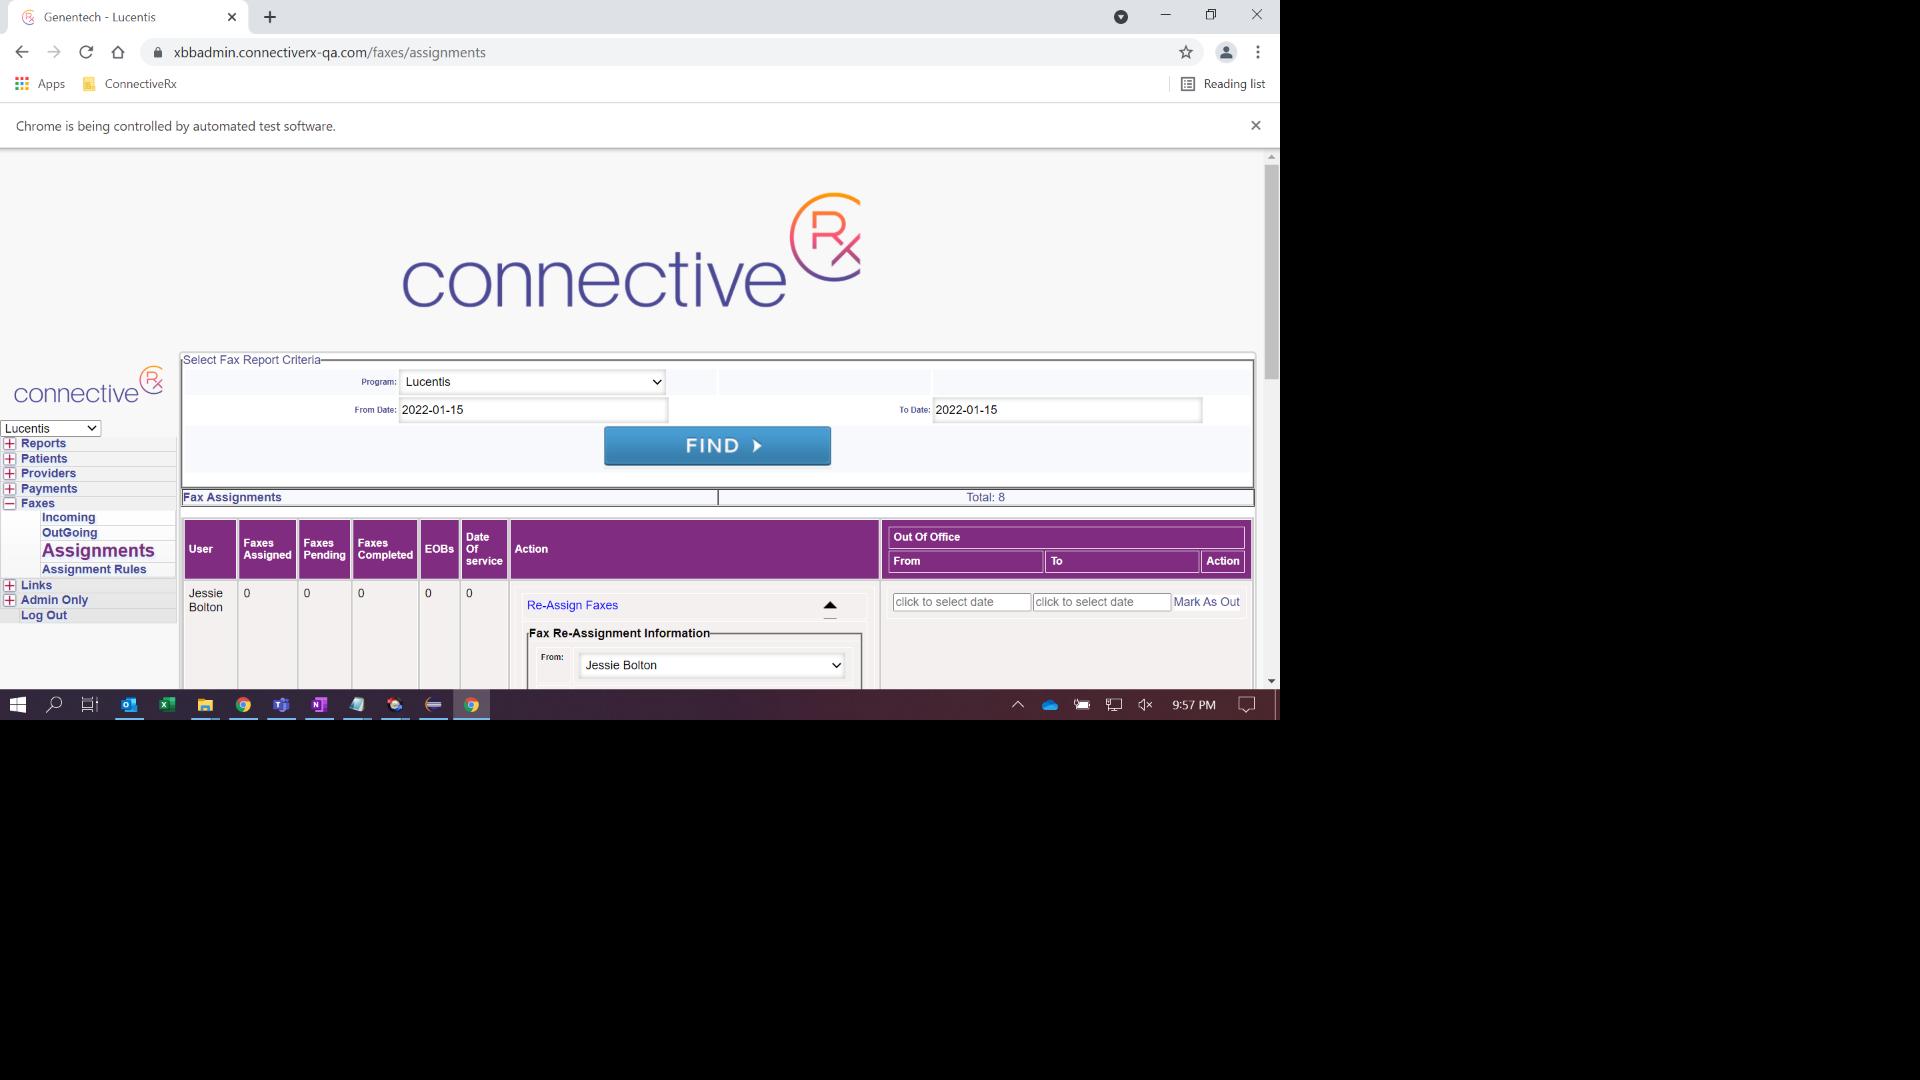 Genentech - Lucentis
xbbadmin.connectiverx-qa.com/faxes/assignments
Apps
ConnectiveRx
Reading list
Chrome is being controlled by automated test software.
connective Rx
connective Rx
Lucentis
Reports
Patients
Providers
Payments
Faxes
Incoming
OutGoing
Assignments
Assignment Rules
Links
Admin Only
Log Out
Select Fax Report Criteria
Program: Lucentis
From Date: 2022-01-15 To Date: 2022-01-15
FIND
Fax Assignments Total: 8
User Faxes Assigned Faxes Pending Faxes Completed EOBs Date Of service Action Out Of Office
From To Action
Jessie Bolton 0 0 0 0 0 Re-Assign Faxes click to select date click to select date Mark As Out
Fax Re-Assignment Information
From: Jessie Bolton
9:57 PM